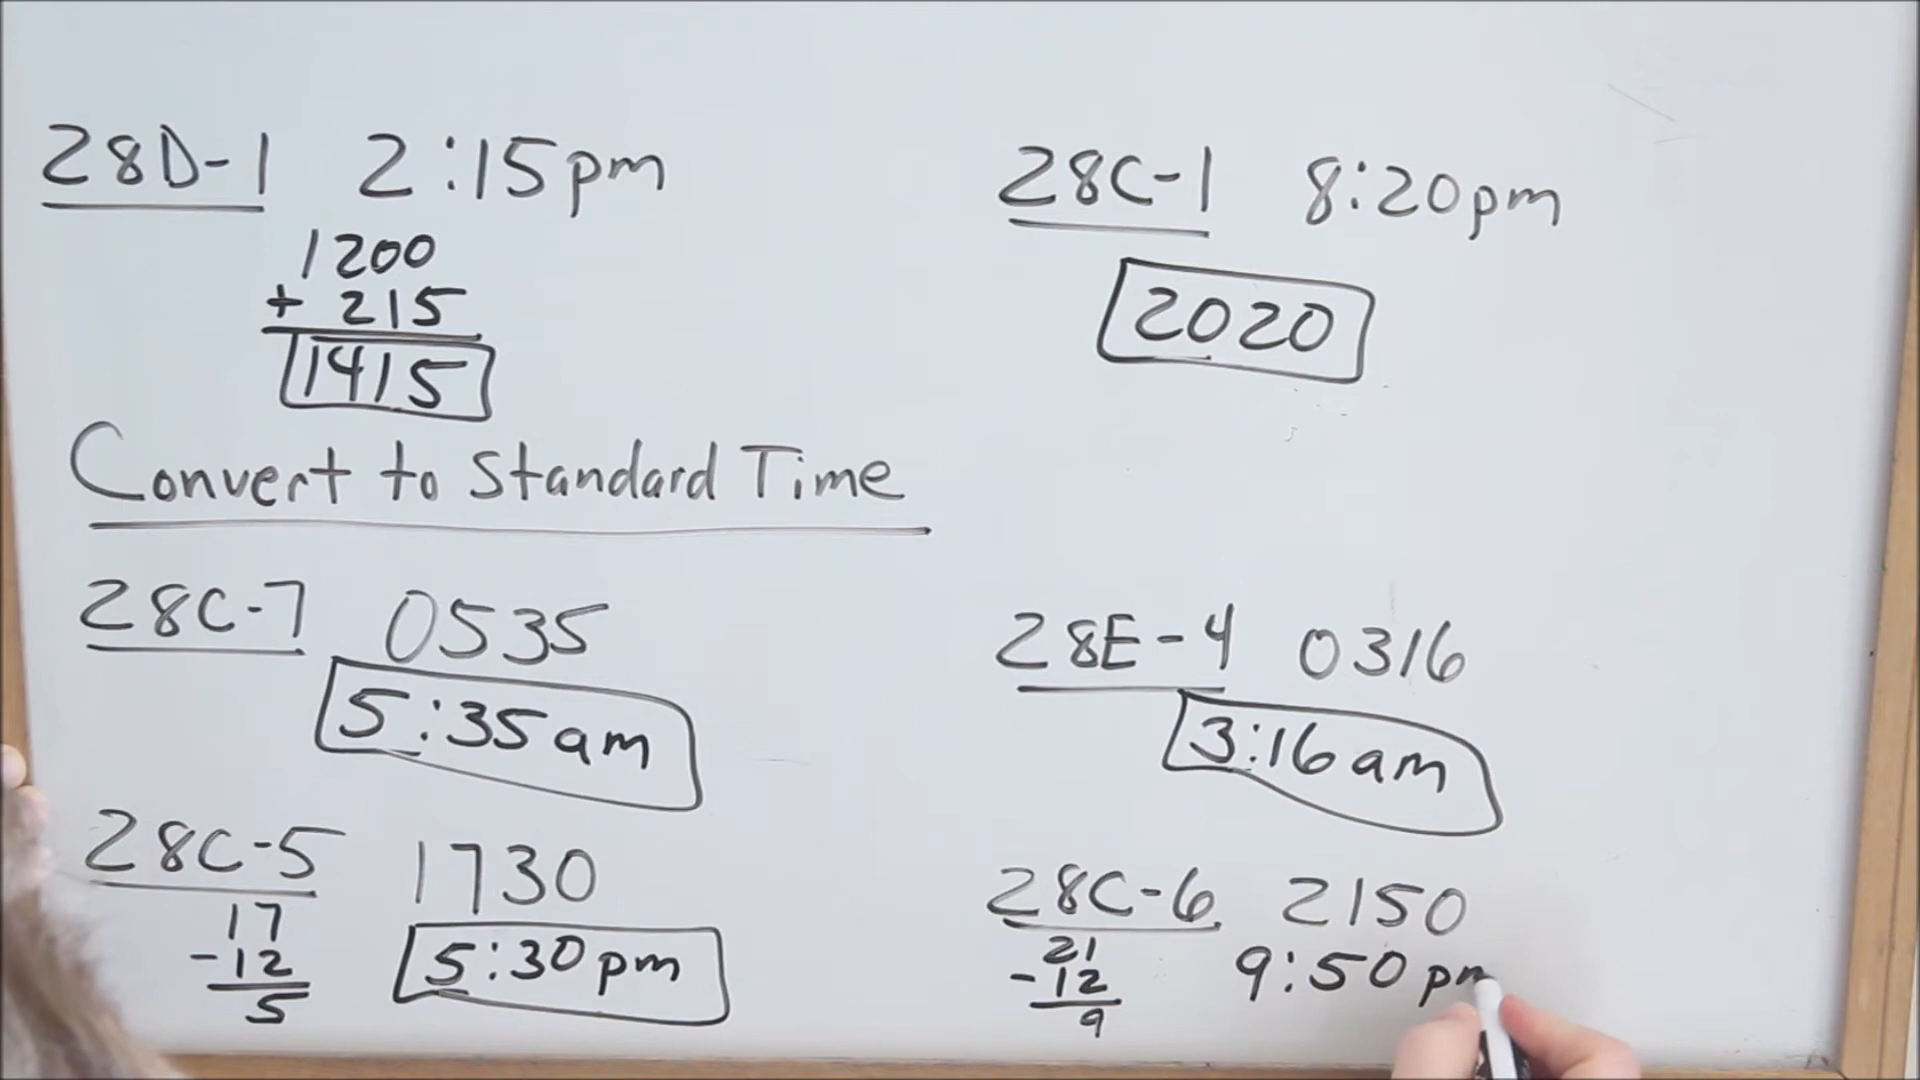 28D-1 2:15pm
1200
+ 215
1415
28C-1 8:20pm
2020
Convert to Standard Time
28C-7 0535
5:35am
28E-4 0316
3:16am
28C-5 1730
17
-12
5
5:30pm
28C-6 2150
21
-12
9
9:50pm